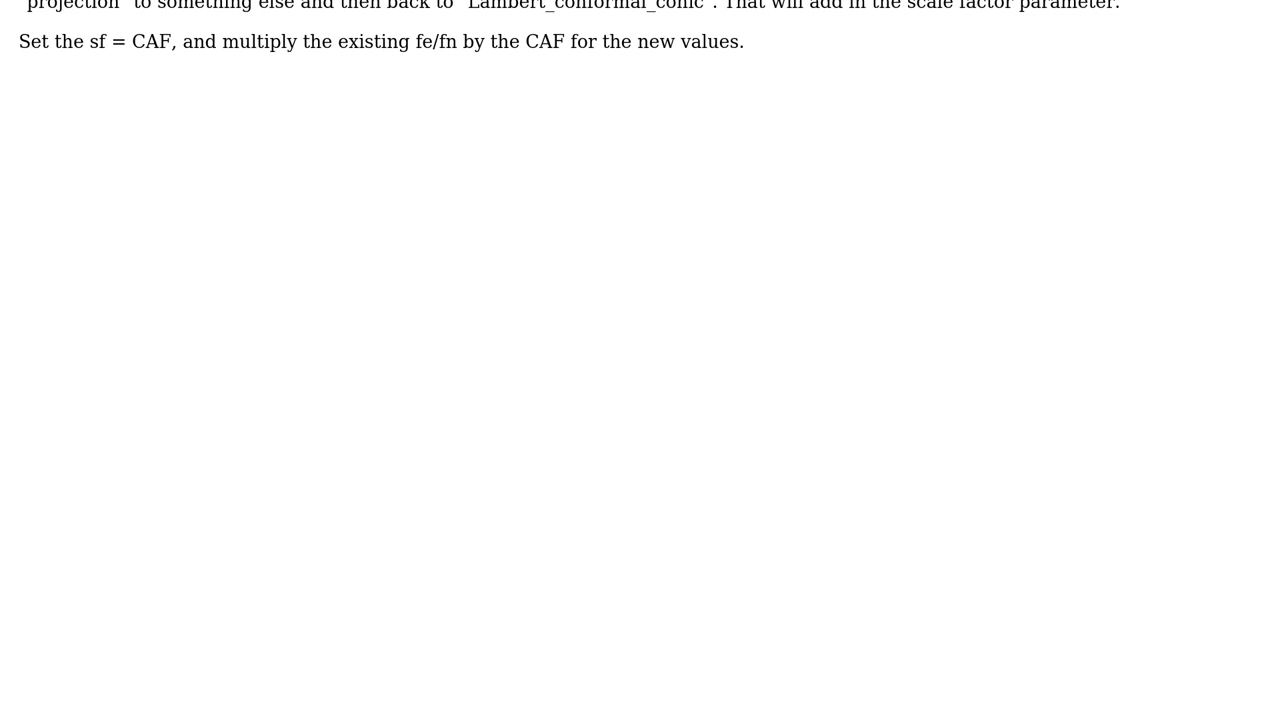 "projection" to something else and then back to "Lambert_conformal_conic". That will add in the scale factor parameter.
Set the sf = CAF, and multiply the existing fe/fn by the CAF for the new values.